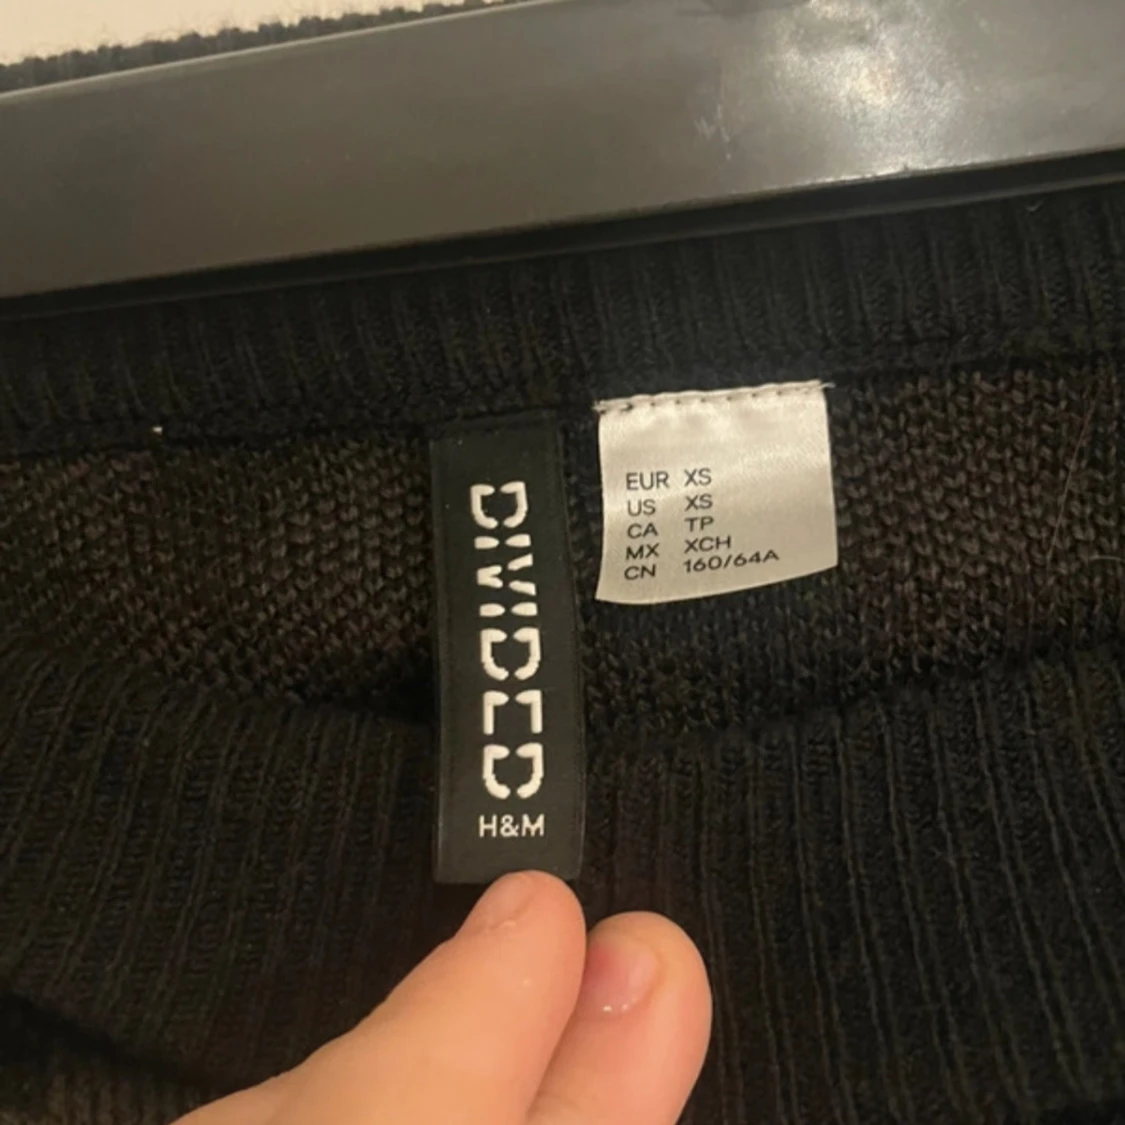 DIVIDED
H&M
EUR XS
US XS
CA TP
MX XCH
CN 160/64A